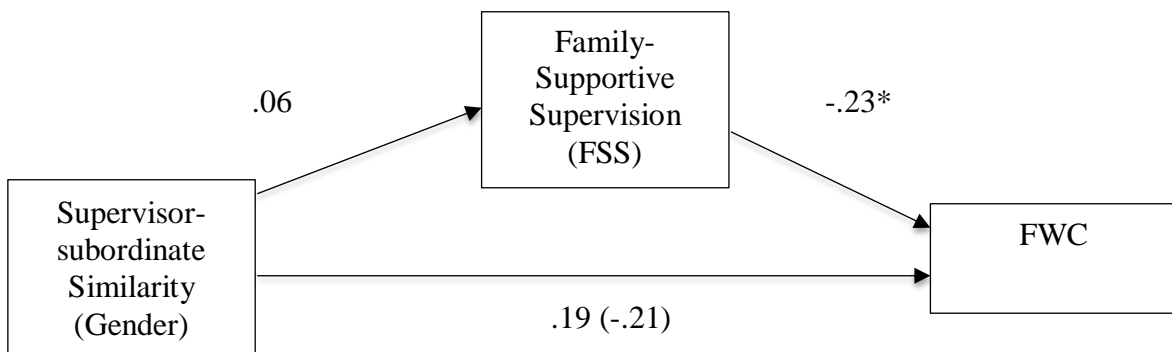 Family-
Supportive
Supervision
(FSS)
.06
-.23*
Supervisor-
subordinate
Similarity
(Gender)
FWC
.19 (-.21)